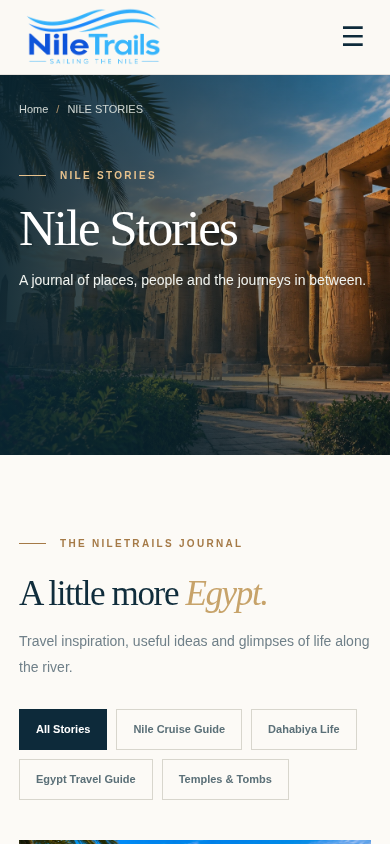 NileTrails
SAILING THE NILE
☰
Home / NILE STORIES
NILE STORIES
Nile Stories
A journal of places, people and the journeys in between.
THE NILETRAILS JOURNAL
A little more Egypt.
Travel inspiration, useful ideas and glimpses of life along
the river.
All Stories
Nile Cruise Guide
Dahabiya Life
Egypt Travel Guide
Temples & Tombs